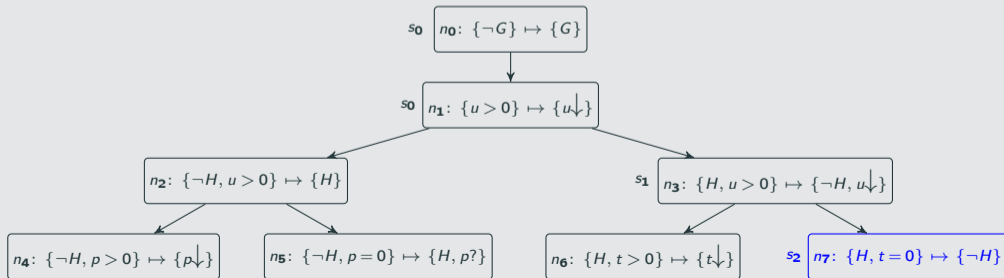 s₀ n₀: {¬G} ↦ {G}
s₀ n₁: {u > 0} ↦ {u↓}
n₂: {¬H, u > 0} ↦ {H}
s₁ n₃: {H, u > 0} ↦ {¬H, u↓}
n₄: {¬H, p > 0} ↦ {p↓}
n₅: {¬H, p = 0} ↦ {H, p?}
n₆: {H, t > 0} ↦ {t↓}
s₂ n₇: {H, t = 0} ↦ {¬H}